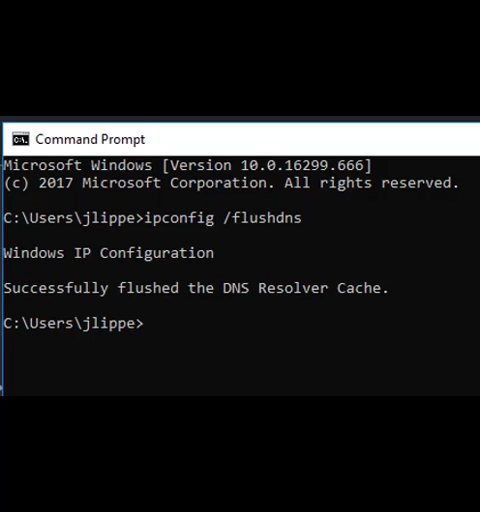 Command Prompt
Microsoft Windows [Version 10.0.16299.666]
(c) 2017 Microsoft Corporation. All rights reserved.
C:\Users\jlippe>ipconfig /flushdns
Windows IP Configuration
Successfully flushed the DNS Resolver Cache.
C:\Users\jlippe>